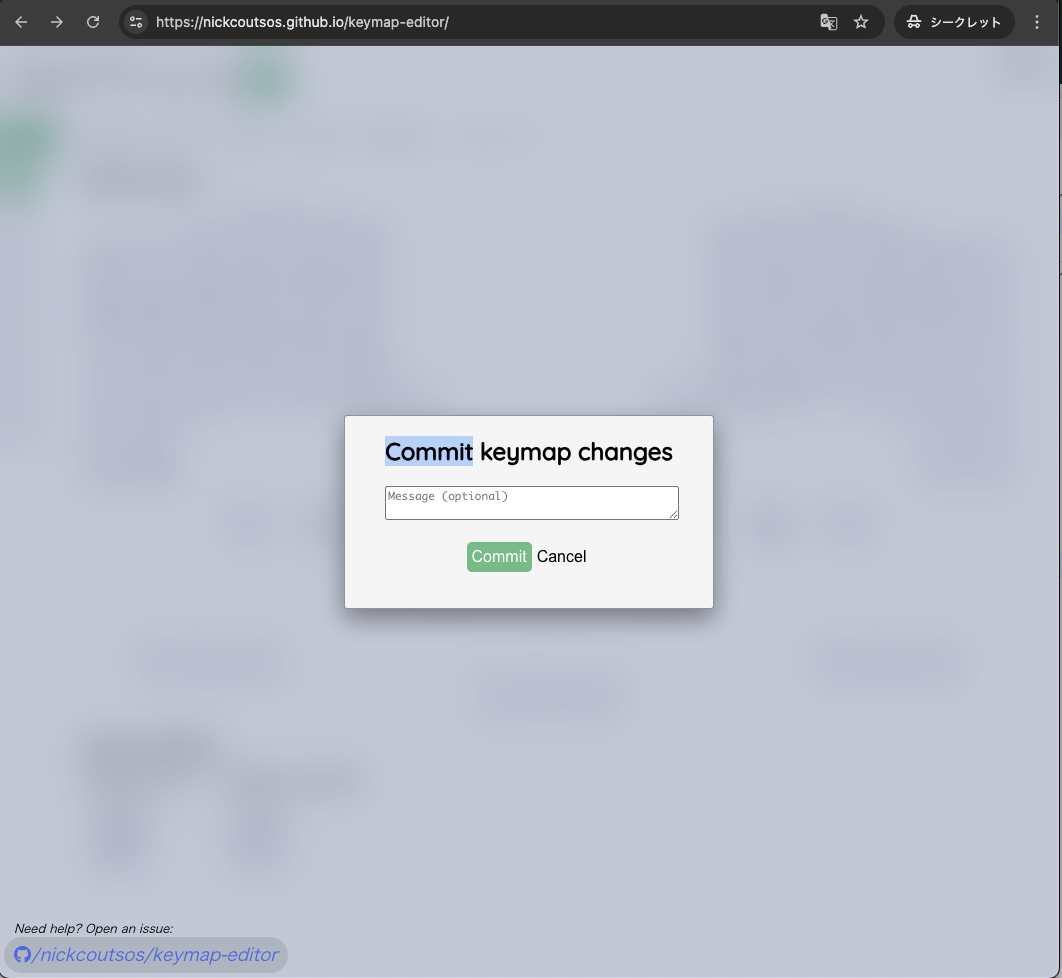 https://nickcoutsos.github.io/keymap-editor/
シークレット
Commit keymap changes
Message (optional)
Commit Cancel
Need help? Open an issue:
/nickcoutsos/keymap-editor